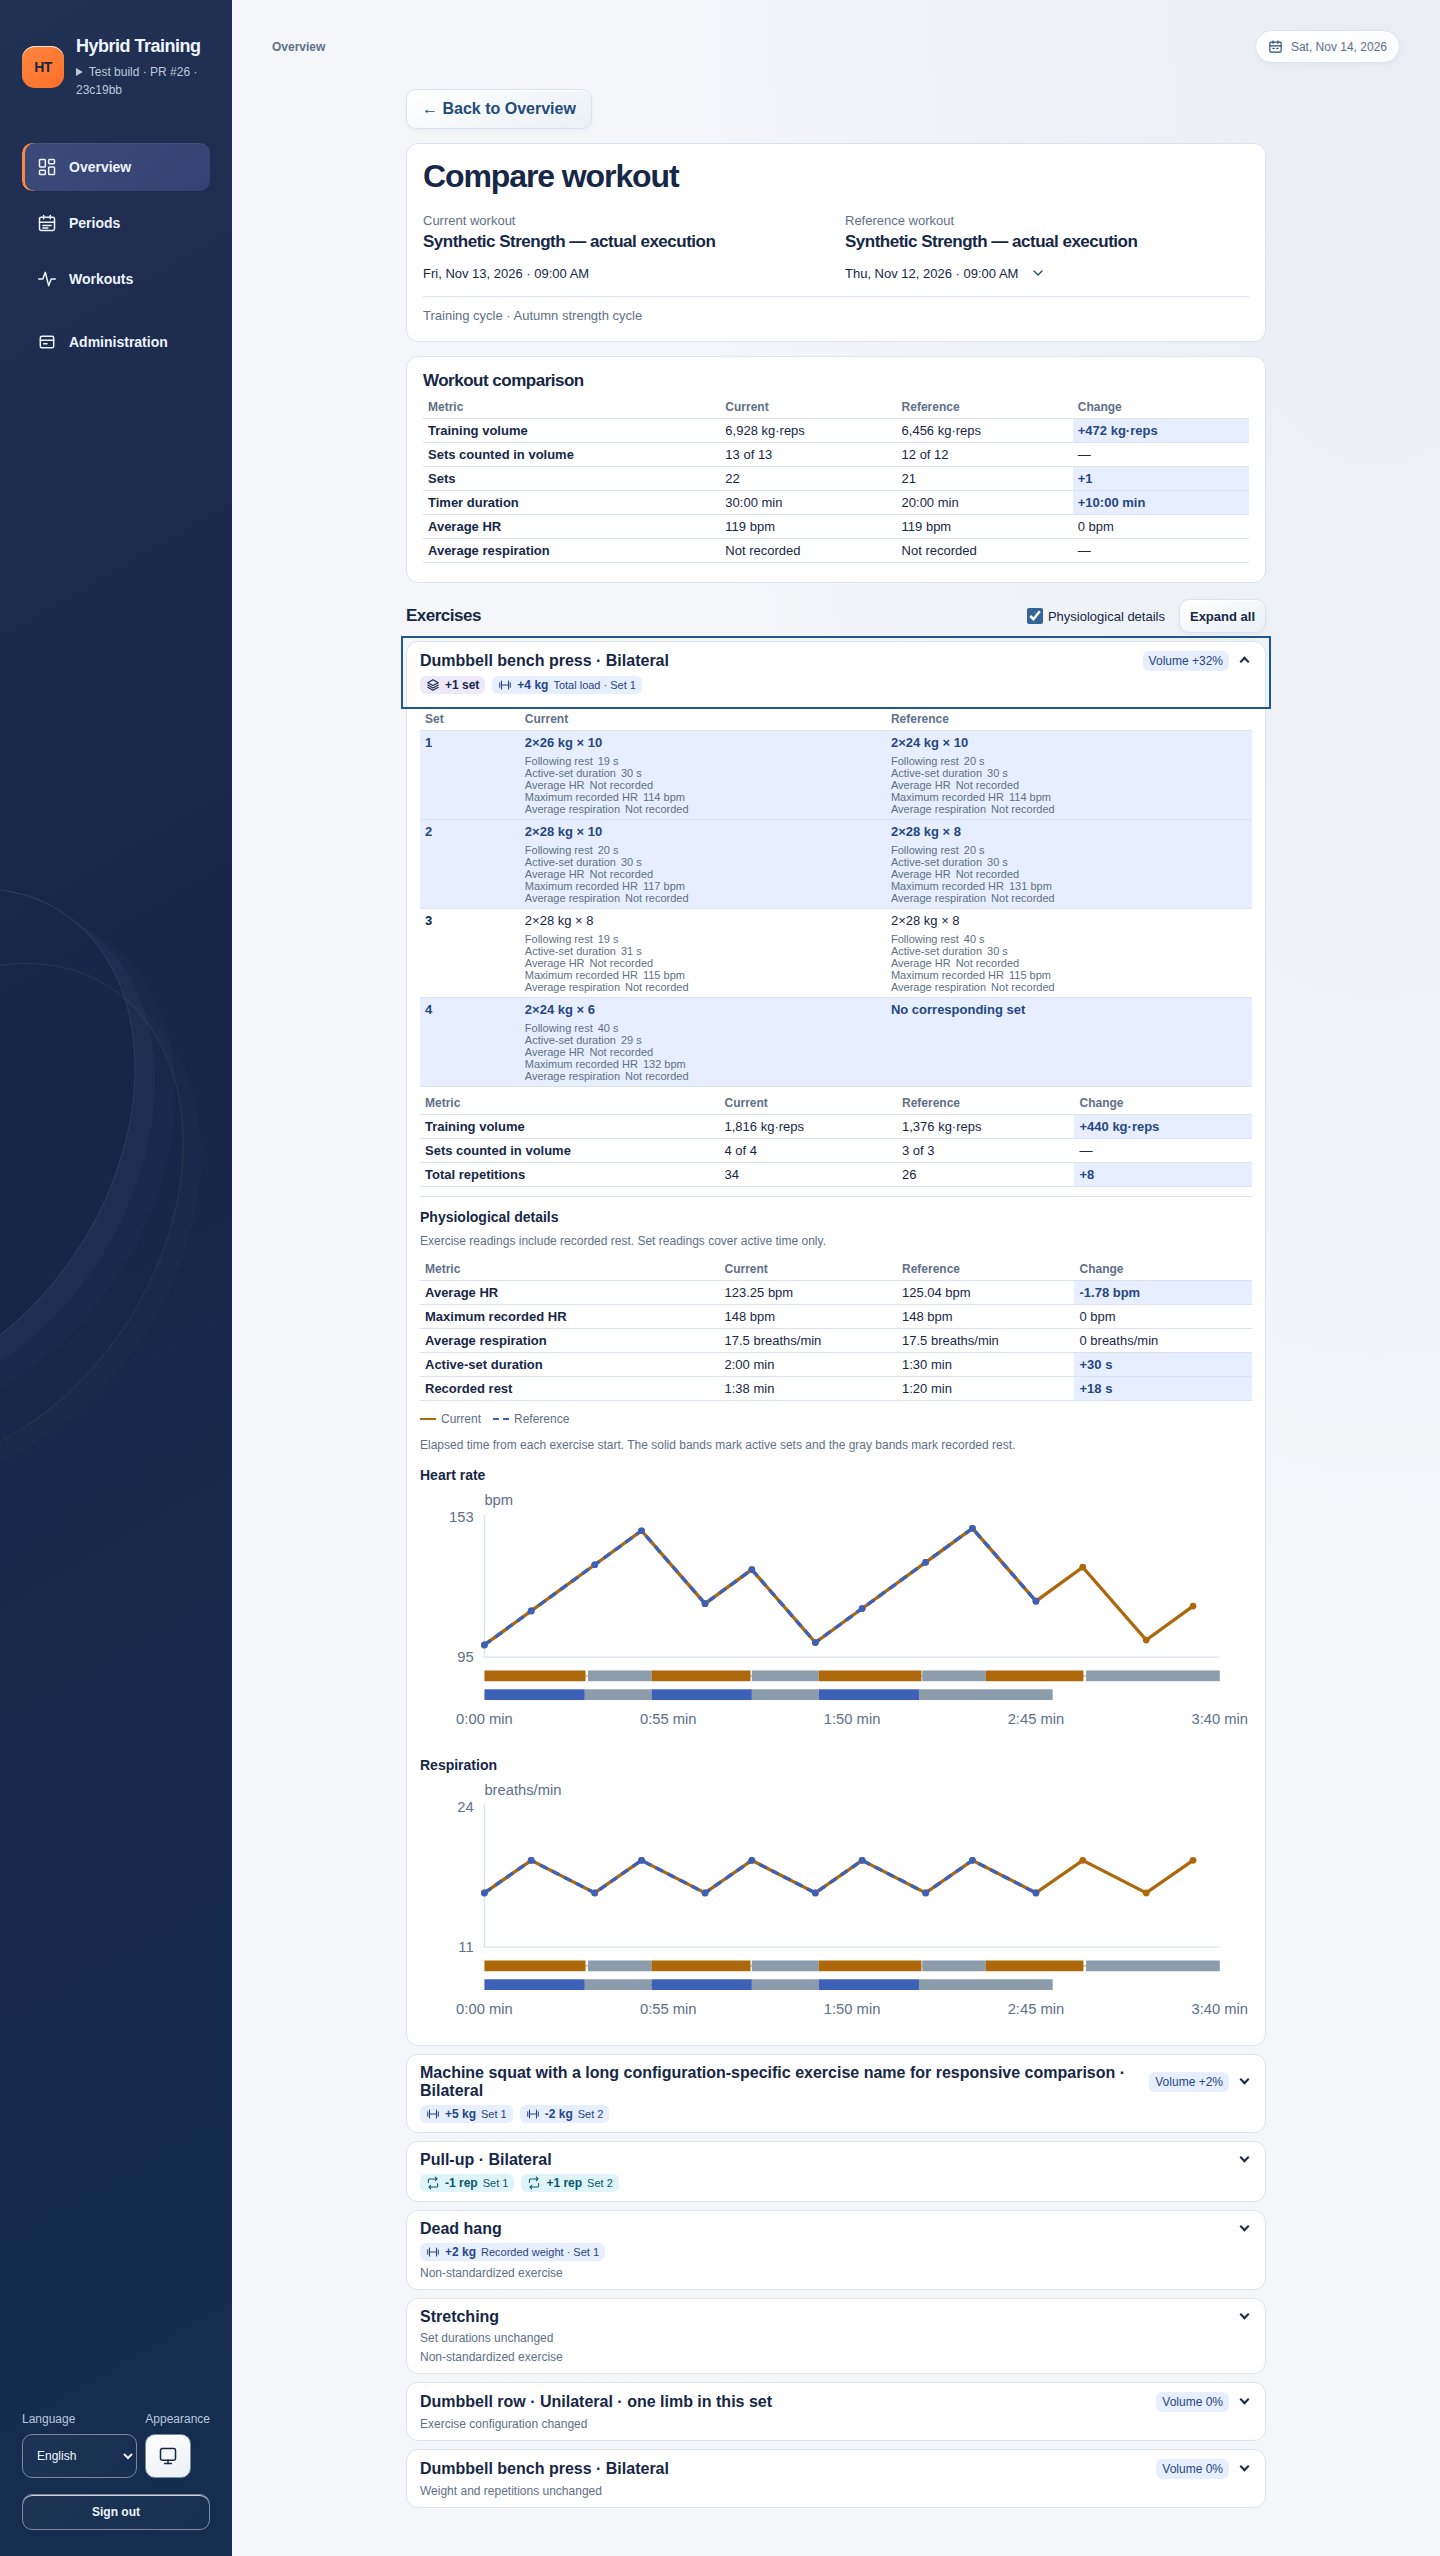 HT
Hybrid Training
Test build · PR #26 ·
23c19bb
Overview
Periods
Workouts
Administration
Language
Appearance
English
Sign out
Overview
Sat, Nov 14, 2026
← Back to Overview
Compare workout
Current workout
Synthetic Strength — actual execution
Fri, Nov 13, 2026 · 09:00 AM
Reference workout
Synthetic Strength — actual execution
Thu, Nov 12, 2026 · 09:00 AM
Training cycle · Autumn strength cycle
Workout comparison
Metric Current Reference Change
Training volume 6,928 kg·reps 6,456 kg·reps +472 kg·reps
Sets counted in volume 13 of 13 12 of 12 —
Sets 22 21 +1
Timer duration 30:00 min 20:00 min +10:00 min
Average HR 119 bpm 119 bpm 0 bpm
Average respiration Not recorded Not recorded —
Exercises
Physiological details
Expand all
Dumbbell bench press · Bilateral
Volume +32%
+1 set +4 kg Total load · Set 1
Set Current Reference
1 2×26 kg × 10 2×24 kg × 10
Following rest 19 s Following rest 20 s
Active-set duration 30 s Active-set duration 30 s
Average HR Not recorded Average HR Not recorded
Maximum recorded HR 114 bpm Maximum recorded HR 114 bpm
Average respiration Not recorded Average respiration Not recorded
2 2×28 kg × 10 2×28 kg × 8
Following rest 20 s Following rest 20 s
Active-set duration 30 s Active-set duration 30 s
Average HR Not recorded Average HR Not recorded
Maximum recorded HR 117 bpm Maximum recorded HR 131 bpm
Average respiration Not recorded Average respiration Not recorded
3 2×28 kg × 8 2×28 kg × 8
Following rest 19 s Following rest 40 s
Active-set duration 31 s Active-set duration 30 s
Average HR Not recorded Average HR Not recorded
Maximum recorded HR 115 bpm Maximum recorded HR 115 bpm
Average respiration Not recorded Average respiration Not recorded
4 2×24 kg × 6 No corresponding set
Following rest 40 s
Active-set duration 29 s
Average HR Not recorded
Maximum recorded HR 132 bpm
Average respiration Not recorded
Metric Current Reference Change
Training volume 1,816 kg·reps 1,376 kg·reps +440 kg·reps
Sets counted in volume 4 of 4 3 of 3 —
Total repetitions 34 26 +8
Physiological details
Exercise readings include recorded rest. Set readings cover active time only.
Metric Current Reference Change
Average HR 123.25 bpm 125.04 bpm -1.78 bpm
Maximum recorded HR 148 bpm 148 bpm 0 bpm
Average respiration 17.5 breaths/min 17.5 breaths/min 0 breaths/min
Active-set duration 2:00 min 1:30 min +30 s
Recorded rest 1:38 min 1:20 min +18 s
Current Reference
Elapsed time from each exercise start. The solid bands mark active sets and the gray bands mark recorded rest.
Heart rate
bpm
153
95
0:00 min 0:55 min 1:50 min 2:45 min 3:40 min
Respiration
breaths/min
24
11
0:00 min 0:55 min 1:50 min 2:45 min 3:40 min
Machine squat with a long configuration-specific exercise name for responsive comparison ·
Bilateral
Volume +2%
+5 kg Set 1 -2 kg Set 2
Pull-up · Bilateral
-1 rep Set 1 +1 rep Set 2
Dead hang
+2 kg Recorded weight · Set 1
Non-standardized exercise
Stretching
Set durations unchanged
Non-standardized exercise
Dumbbell row · Unilateral · one limb in this set
Volume 0%
Exercise configuration changed
Dumbbell bench press · Bilateral
Volume 0%
Weight and repetitions unchanged